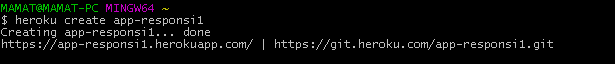 MAMAT@MAMAT-PC MINGW64 ~
$ heroku create app-responsi1
Creating app-responsi1... done
https://app-responsi1.herokuapp.com/ | https://git.heroku.com/app-responsi1.git